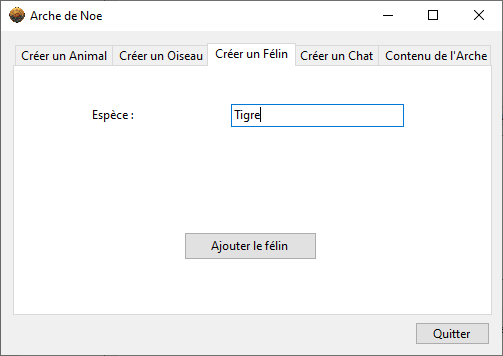 Arche de Noe
Créer un Animal Créer un Oiseau Créer un Félin Créer un Chat Contenu de l'Arche
Espèce : Tigre
Ajouter le félin
Quitter